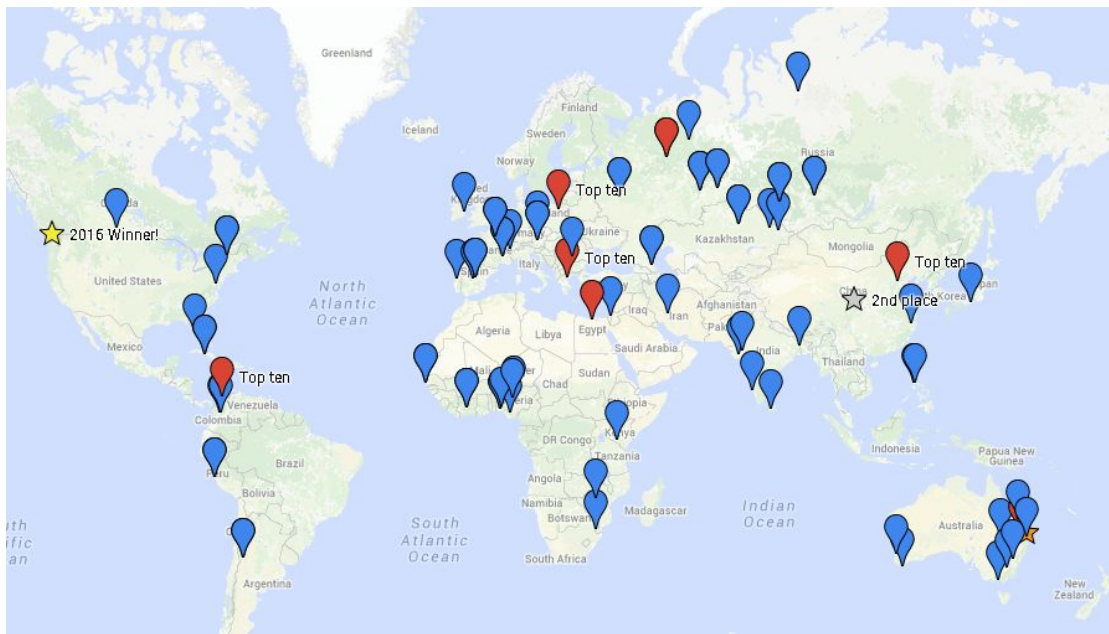 Greenland
Iceland
Finland
Sweden
Norway
Russia
United
Top ten
Ukraine
Kazakhstan
Mongolia
Top ten
2016 Winner!
Top ten
Italy
United States
North
Atlantic
Ocean
2nd place
Iraq
Iran
Afghanistan
Algeria
Libya
Egypt
Mexico
Saudi Arabia
India
Thailand
Top ten
Chad
Sudan
Venezuela
Colombia
Kenya
DR Congo
Indonesia
Papua New
Guinea
Tanzania
Brazil
Peru
Angola
Bolivia
Namibia
Madagascar
Indian
Ocean
Botswana
South
Atlantic
Ocean
Australia
South Africa
Argentina
New
Zealand